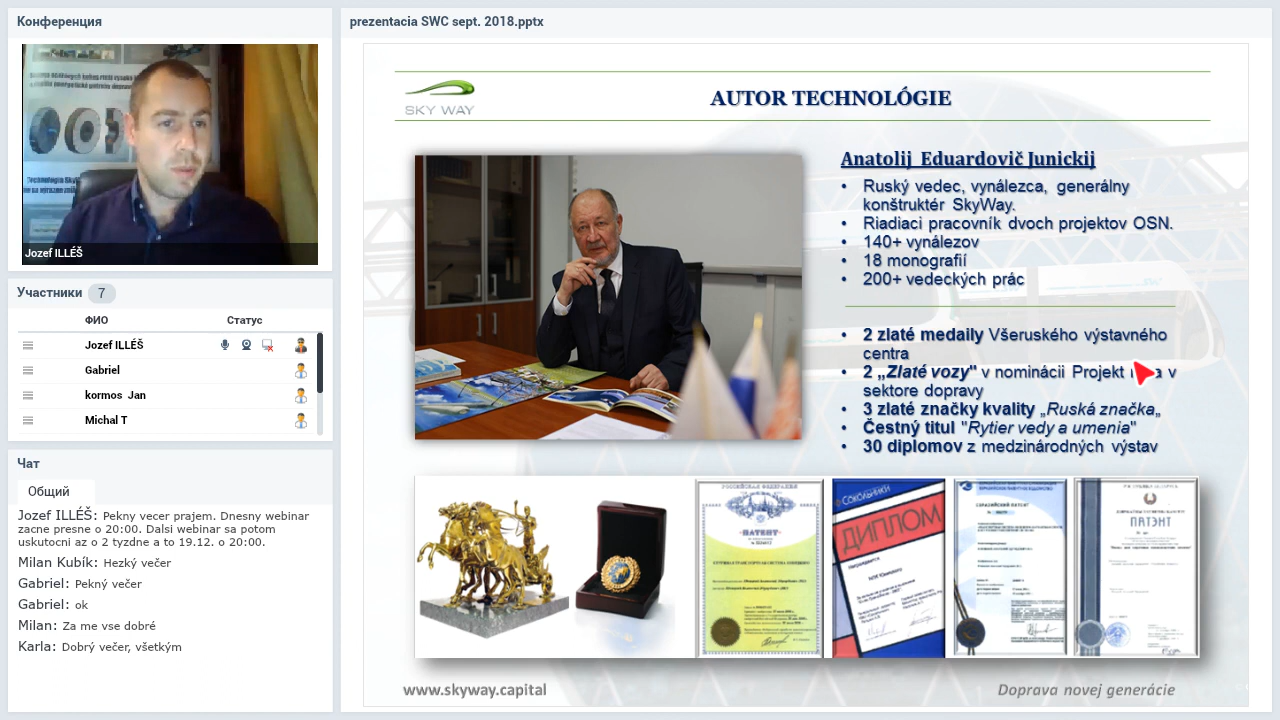 Конференция
Jozef ILLÉŠ
Участники 7
ФИО Статус
Jozef ILLÉŠ
Gabriel
kormos Jan
Michal T
Чат
Общий
Jozef ILLÉŠ: Pekny vecer prajem. Dnesny webinar
zacne presne o 20:00. Dalsi webinar sa potom
uskutocni az o 2 tyzdne a to 19.12. o 20:00.
Milan Kubík: Hezký večer
Gabriel: Pekný večer
Gabriel: ok
Milan: Zatím vse dobré
Karla: Dobrý večer, všetkým
prezentacia SWC sept. 2018.pptx
SKY WAY
AUTOR TECHNOLÓGIE
Anatolij Eduardovič Junickij
• Ruský vedec, vynálezca, generálny
konštruktér SkyWay.
• Riadiaci pracovník dvoch projektov OSN.
• 140+ vynálezov
• 18 monografií
• 200+ vedeckých prác
• 2 zlaté medaily Všeruského výstavného
centra
• 2 „Zlaté vozy" v nominácii Projekt v
sektore dopravy
• 3 zlaté značky kvality „Ruská značka„
• Čestný titul "Rytier vedy a umenia"
• 30 diplomov z medzinárodných výstav
ПАТЕНТ
СОКОЛЬНИКИ
ДИПЛОМ
ПАТЭНТ
www.skyway.capital
Doprava novej generácie